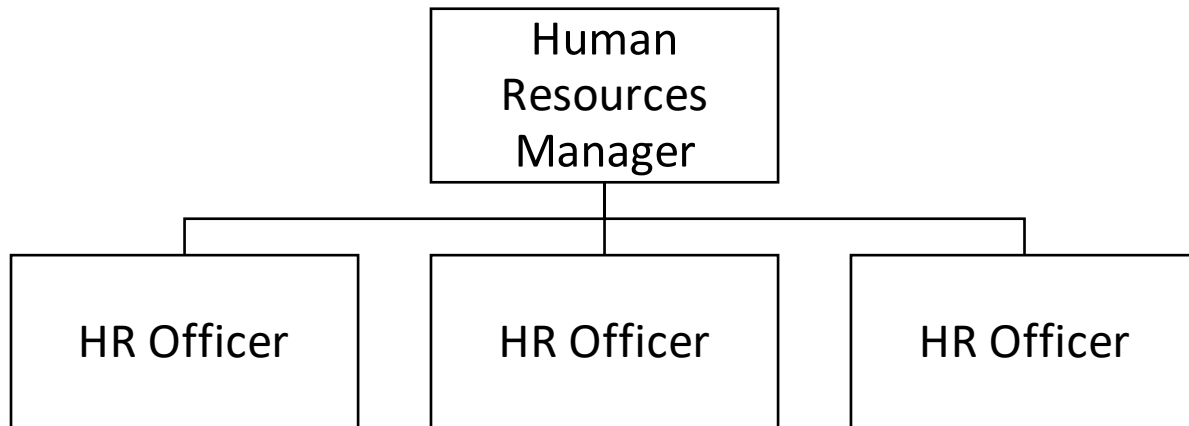 Human
Resources
Manager
HR Officer
HR Officer
HR Officer